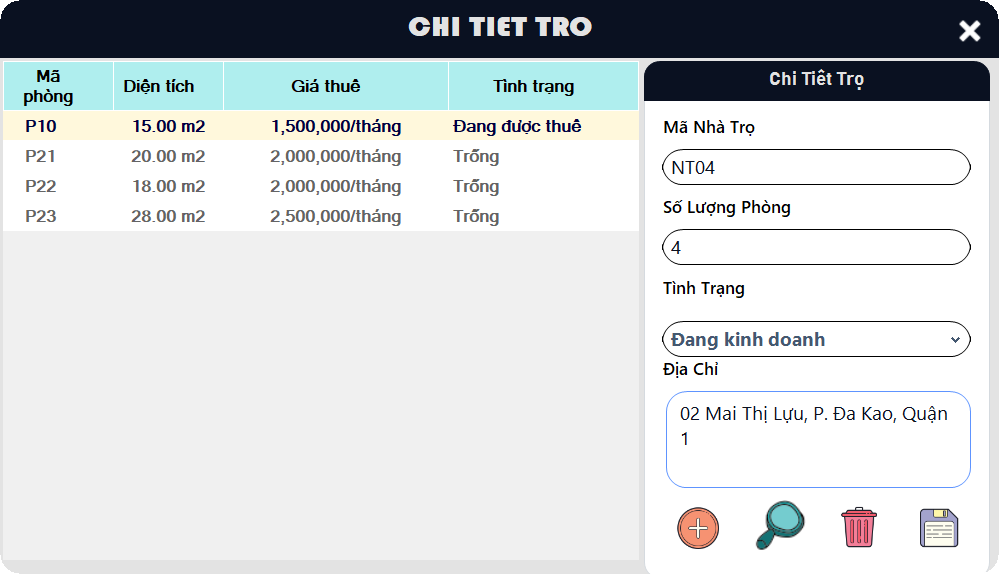 CHI TIET TRO
Mã phòng Diện tích Giá thuê Tình trạng
P10 15.00 m2 1,500,000/tháng Đang được thuê
P21 20.00 m2 2,000,000/tháng Trống
P22 18.00 m2 2,000,000/tháng Trống
P23 28.00 m2 2,500,000/tháng Trống
Chi Tiết Trọ
Mã Nhà Trọ
NT04
Số Lượng Phòng
4
Tình Trạng
Đang kinh doanh
Địa Chỉ
02 Mai Thị Lựu, P. Đa Kao, Quận
1